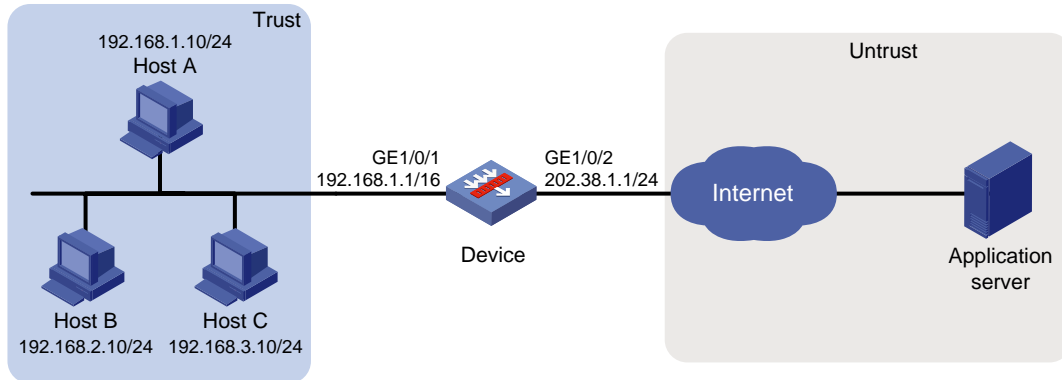 Trust
192.168.1.10/24
Host A
Host B
192.168.2.10/24
Host C
192.168.3.10/24
GE1/0/1
192.168.1.1/16
Device
GE1/0/2
202.38.1.1/24
Untrust
Internet
Application
server